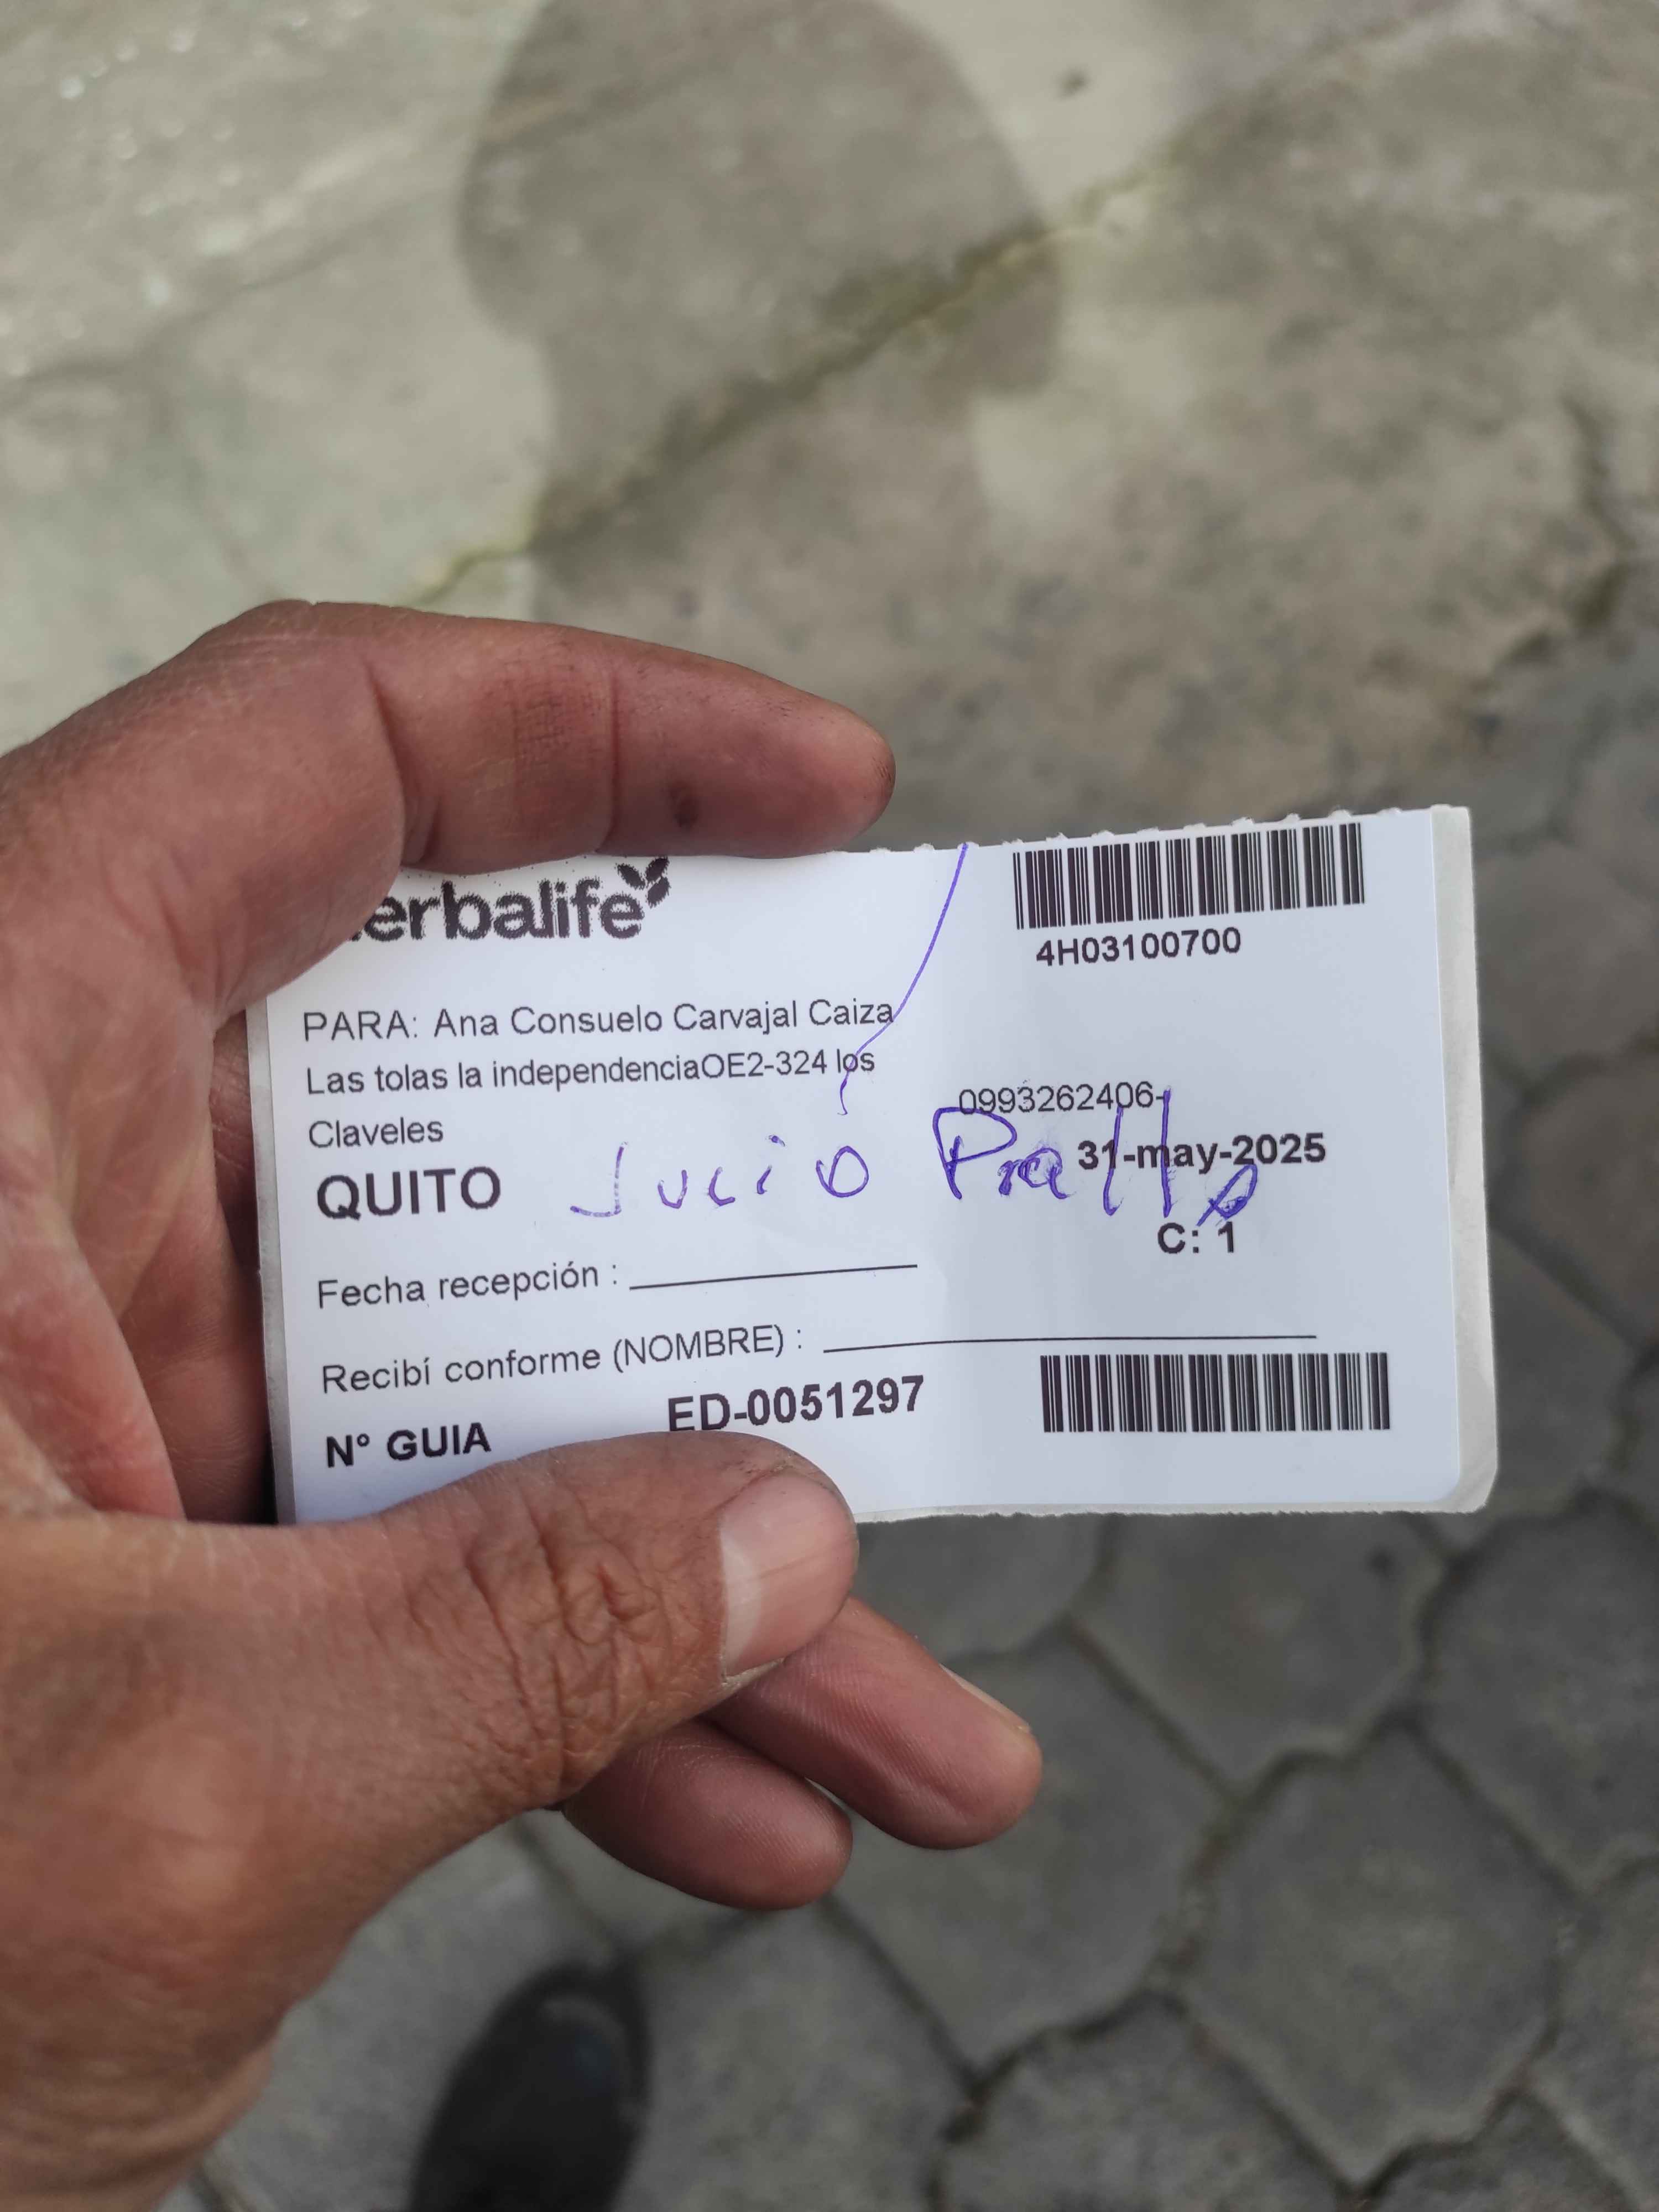 erbalife
4H03100700
PARA: Ana Consuelo Carvajal Caiza
Las tolas la independenciaOE2-324 los
Claveles
0993262406-
31-may-2025
QUITO
C: 1
Fecha recepción :
Recibí conforme (NOMBRE) :
Nº GUIA ED-0051297